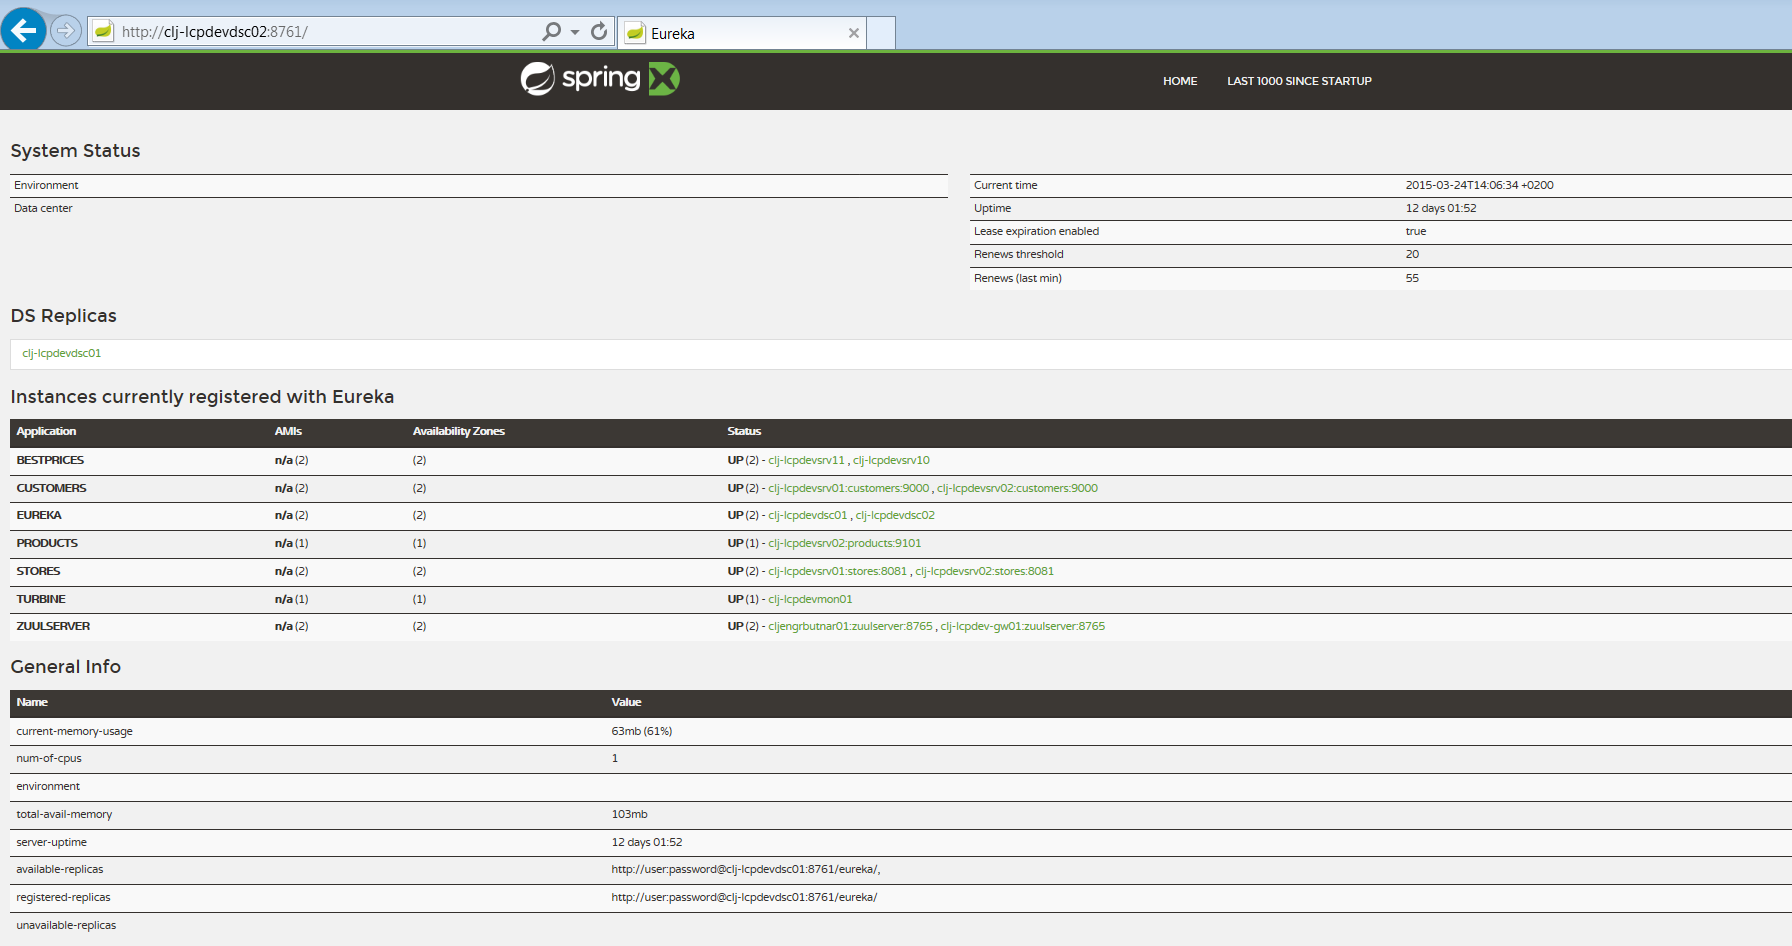 http://clj-lcpdevdsc02:8761/
Eureka
spring
HOME LAST 1000 SINCE STARTUP
System Status
Environment
Data center
Current time 2015-03-24T14:06:34 +0200
Uptime 12 days 01:52
Lease expiration enabled true
Renews threshold 20
Renews (last min) 55
DS Replicas
clj-lcpdevdsc01
Instances currently registered with Eureka
Application AMIs Availability Zones Status
BESTPRICES n/a (2) (2) UP (2) - clj-lcpdevsrv11 , clj-lcpdevsrv10
CUSTOMERS n/a (2) (2) UP (2) - clj-lcpdevsrv01:customers:9000 , clj-lcpdevsrv02:customers:9000
EUREKA n/a (2) (2) UP (2) - clj-lcpdevdsc01 , clj-lcpdevdsc02
PRODUCTS n/a (1) (1) UP (1) - clj-lcpdevsrv02:products:9101
STORES n/a (2) (2) UP (2) - clj-lcpdevsrv01:stores:8081 , clj-lcpdevsrv02:stores:8081
TURBINE n/a (1) (1) UP (1) - clj-lcpdevmon01
ZUULSERVER n/a (2) (2) UP (2) - cljengrbutnar01:zuulserver:8765 , clj-lcpdev-gw01:zuulserver:8765
General Info
Name Value
current-memory-usage 63mb (61%)
num-of-cpus 1
environment
total-avail-memory 103mb
server-uptime 12 days 01:52
available-replicas http://user:password@clj-lcpdevdsc01:8761/eureka/,
registered-replicas http://user:password@clj-lcpdevdsc01:8761/eureka/
unavailable-replicas